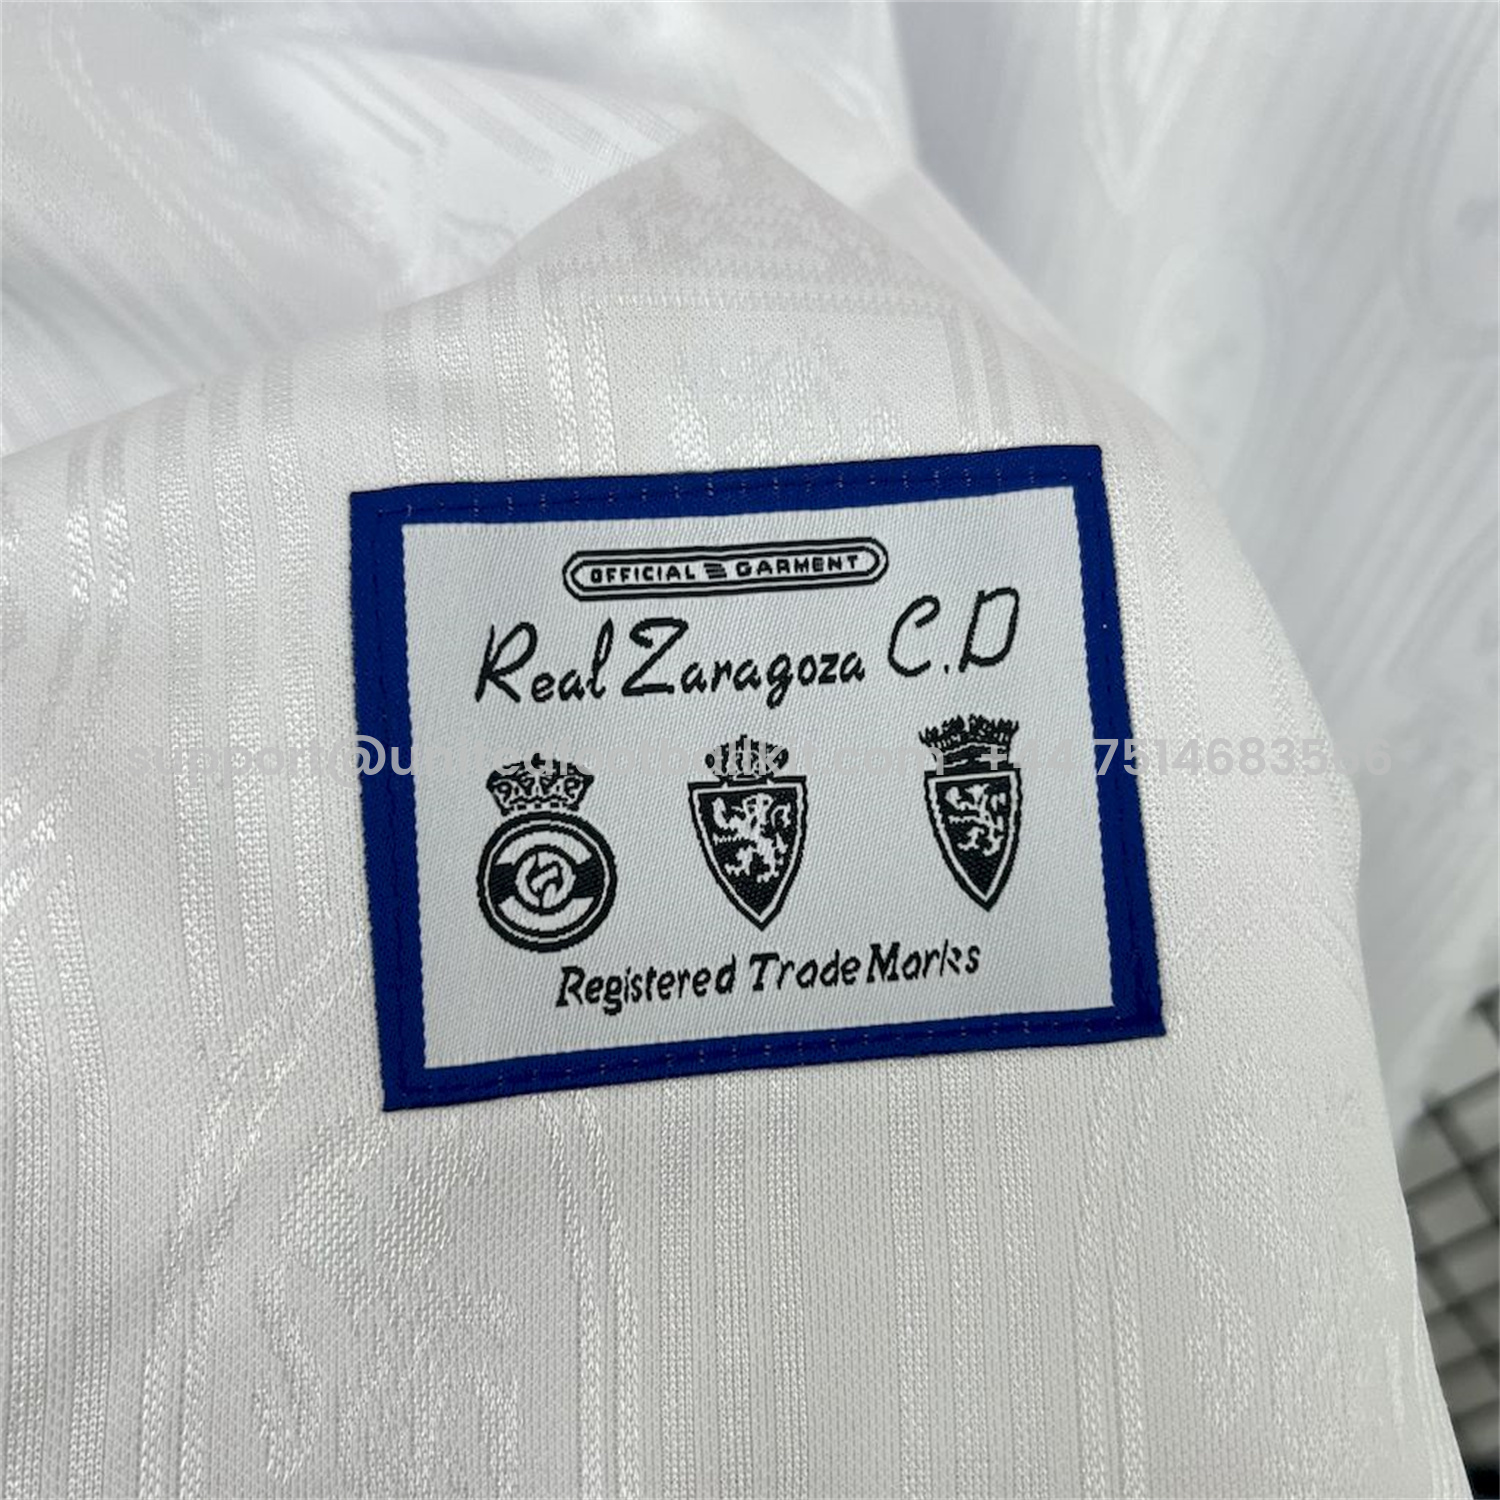 OFFICIAL GARMENT
Real Zaragoza C.D
Registered Trade Marks